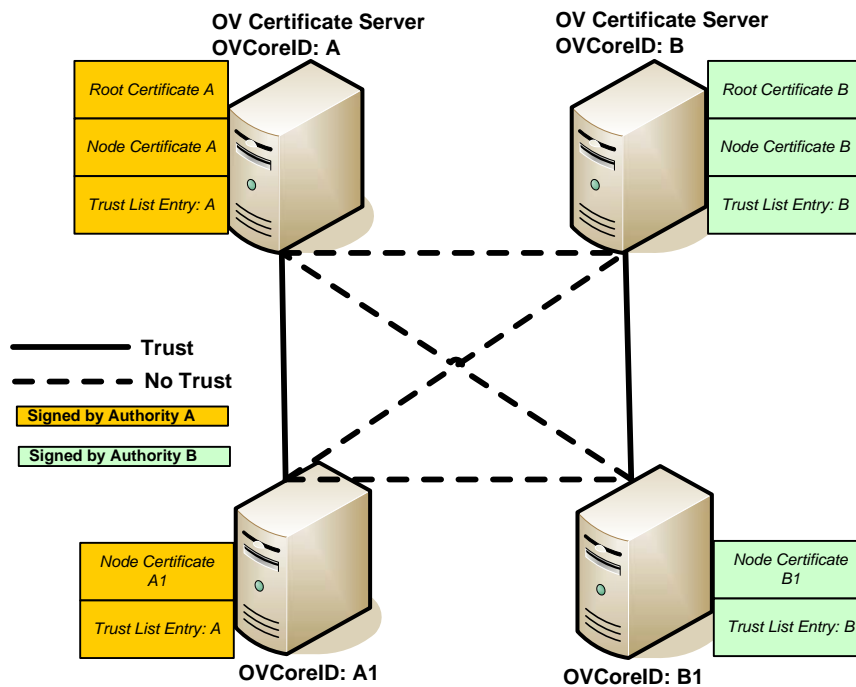 OV Certificate Server
OVCoreID: A
OV Certificate Server
OVCoreID: B
Root Certificate A
Node Certificate A
Trust List Entry: A
Root Certificate B
Node Certificate B
Trust List Entry: B
Trust
No Trust
Signed by Authority A
Signed by Authority B
Node Certificate
A1
Trust List Entry: A
Node Certificate
B1
Trust List Entry: B
OVCoreID: A1
OVCoreID: B1